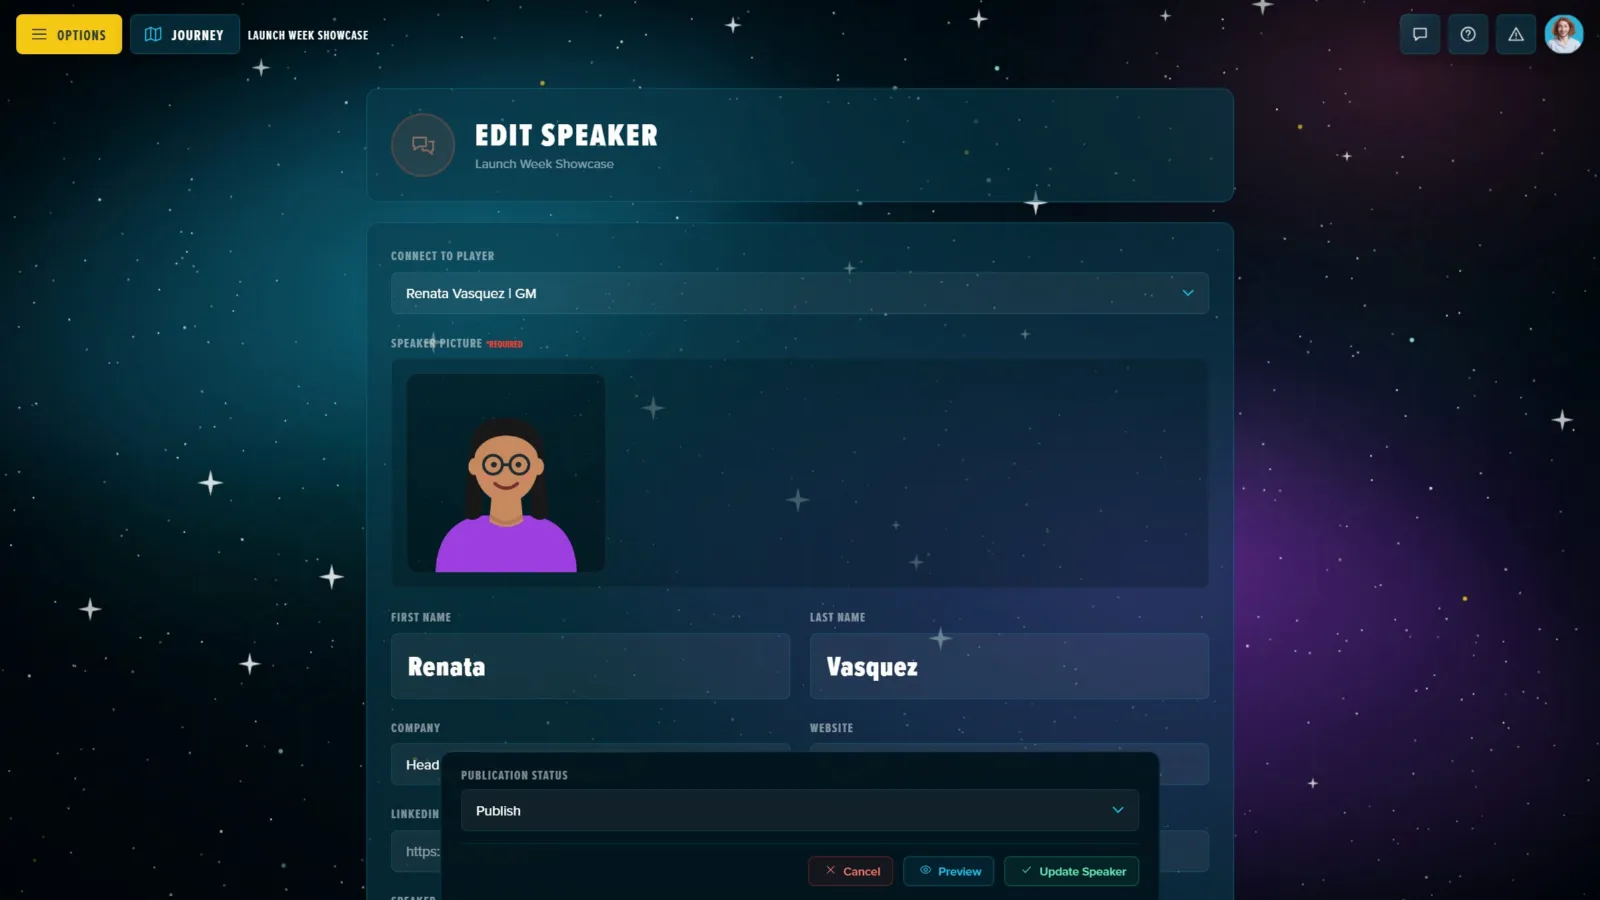 OPTIONS
JOURNEY
LAUNCH WEEK SHOWCASE
EDIT SPEAKER
Launch Week Showcase
CONNECT TO PLAYER
Renata Vasquez | GM
SPEAKER PICTURE *REQUIRED
FIRST NAME
LAST NAME
Renata
Vasquez
COMPANY
WEBSITE
Head
PUBLICATION STATUS
Publish
LINKEDIN
https:
Cancel
Preview
Update Speaker
SPEAKER